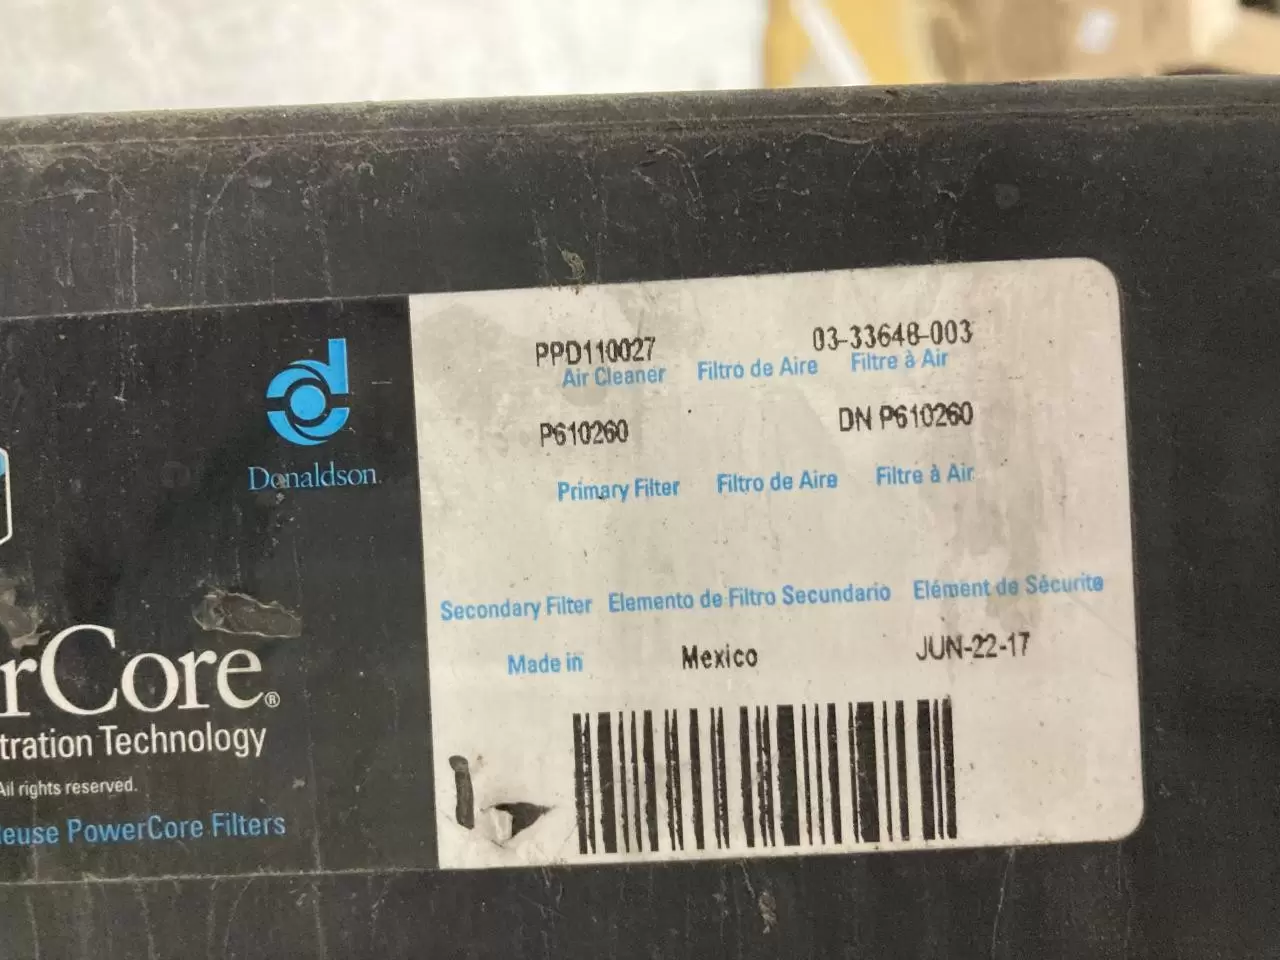 Donaldson.
rCore®
tration Technology
All rights reserved.
euse PowerCore Filters
PPD110027 03-33648-003
Air Cleaner Filtro de Aire Filtre à Air
P610260 DN P610260
Primary Filter Filtro de Aire Filtre à Air
Secondary Filter Elemento de Filtro Secundario Elément de Sécurite
Made in Mexico JUN-22-17